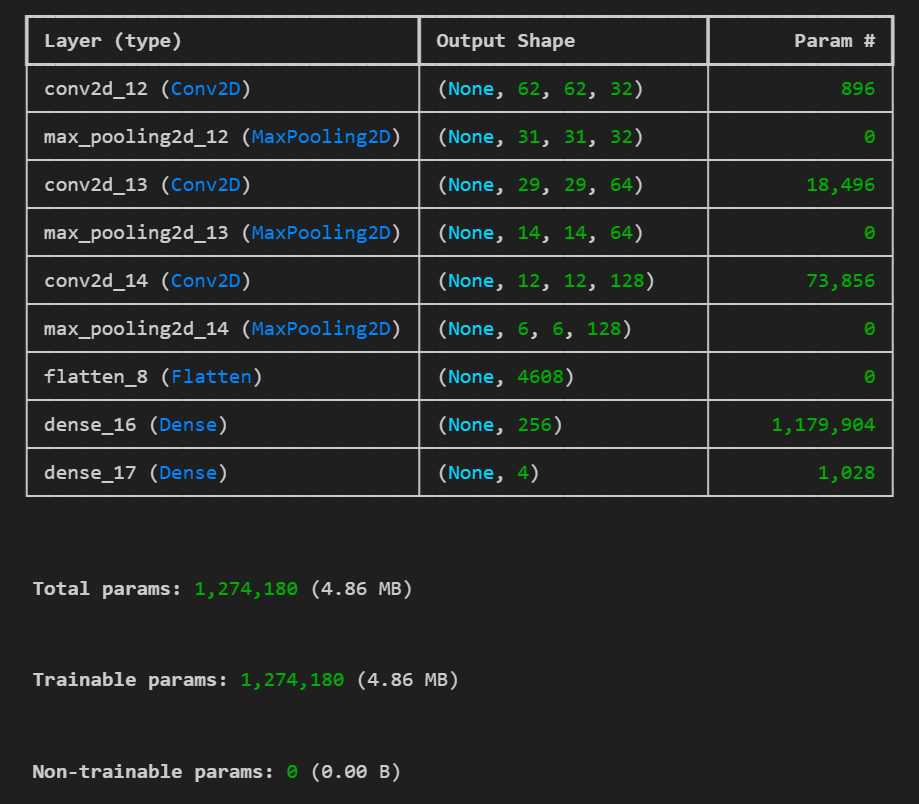 Layer (type) Output Shape Param #
conv2d_12 (Conv2D) (None, 62, 62, 32) 896
max_pooling2d_12 (MaxPooling2D) (None, 31, 31, 32) 0
conv2d_13 (Conv2D) (None, 29, 29, 64) 18,496
max_pooling2d_13 (MaxPooling2D) (None, 14, 14, 64) 0
conv2d_14 (Conv2D) (None, 12, 12, 128) 73,856
max_pooling2d_14 (MaxPooling2D) (None, 6, 6, 128) 0
flatten_8 (Flatten) (None, 4608) 0
dense_16 (Dense) (None, 256) 1,179,904
dense_17 (Dense) (None, 4) 1,028
Total params: 1,274,180 (4.86 MB)
Trainable params: 1,274,180 (4.86 MB)
Non-trainable params: 0 (0.00 B)